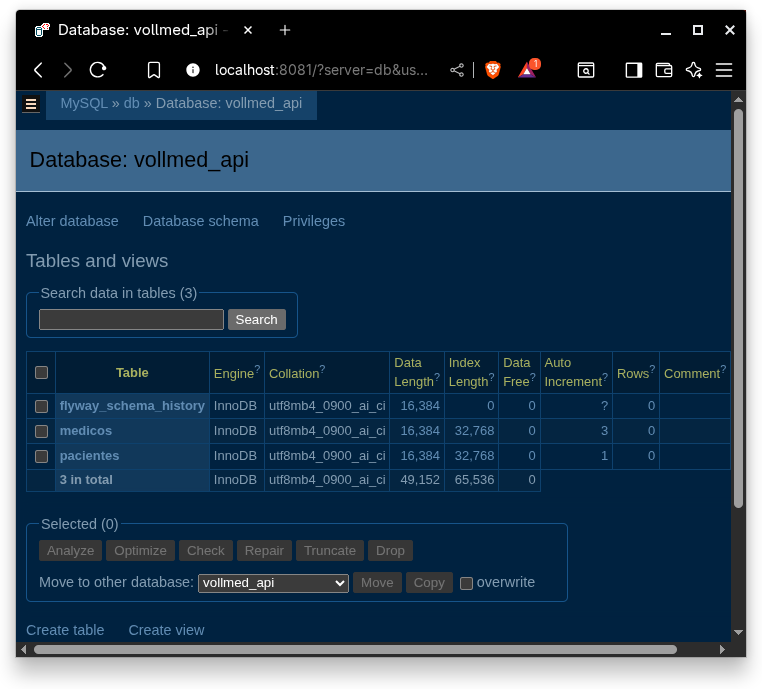 Database: vollmed_api -
localhost:8081/?server=db&us...
1
MySQL » db » Database: vollmed_api
Database: vollmed_api
Alter database Database schema Privileges
Tables and views
Search data in tables (3)
Search
Table Engine? Collation? Data Length? Index Length? Data Free? Auto Increment? Rows? Comment?
flyway_schema_history InnoDB utf8mb4_0900_ai_ci 16,384 0 0 ? 0
medicos InnoDB utf8mb4_0900_ai_ci 16,384 32,768 0 3 0
pacientes InnoDB utf8mb4_0900_ai_ci 16,384 32,768 0 1 0
3 in total InnoDB utf8mb4_0900_ai_ci 49,152 65,536 0
Selected (0)
Analyze Optimize Check Repair Truncate Drop
Move to other database: vollmed_api Move Copy overwrite
Create table Create view